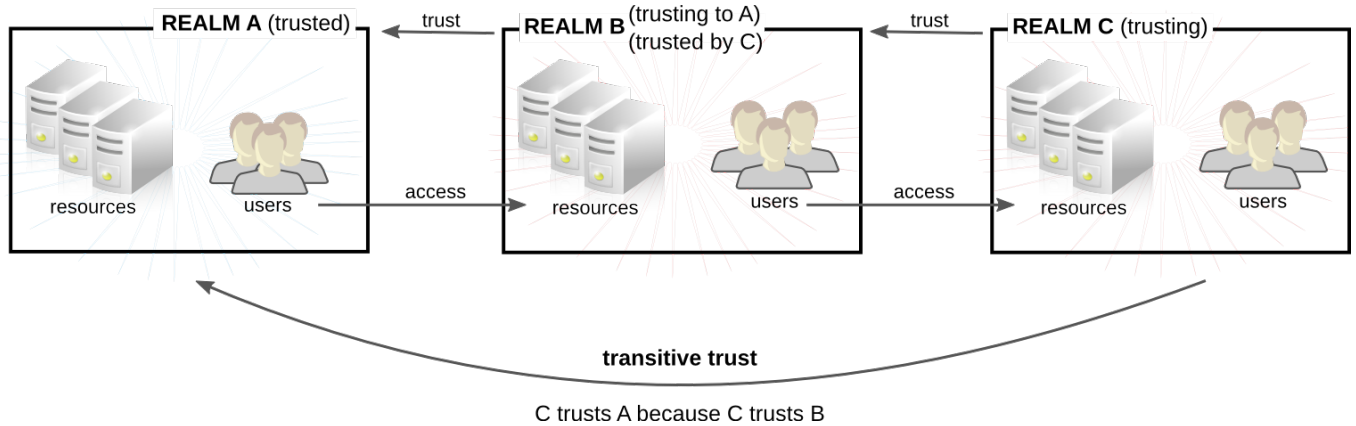 REALM A (trusted)
trust
REALM B (trusting to A)
(trusted by C)
trust
REALM C (trusting)
resources
users
access
resources
users
access
resources
users
transitive trust
C trusts A because C trusts B